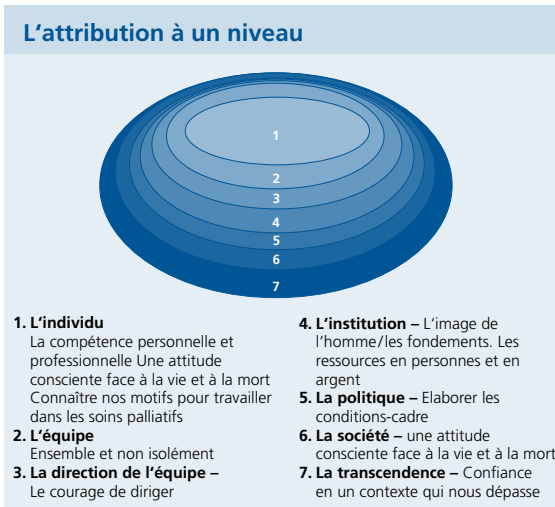 L‘attribution à un niveau
1
2
3
4
5
6
7
1. L‘individu
La compétence personnelle et
professionnelle Une attitude
consciente face à la vie et à la mort
Connaître nos motifs pour travailler
dans les soins palliatifs
2. L‘équipe
Ensemble et non isolément
3. La direction de l‘équipe –
Le courage de diriger
4. L‘institution – L‘image de
l‘homme/les fondements. Les
ressources en personnes et en
argent
5. La politique – Elaborer les
conditions-cadre
6. La société – une attitude
consciente face à la vie et à la mort
7. La transcendence – Confiance
en un contexte qui nous dépasse